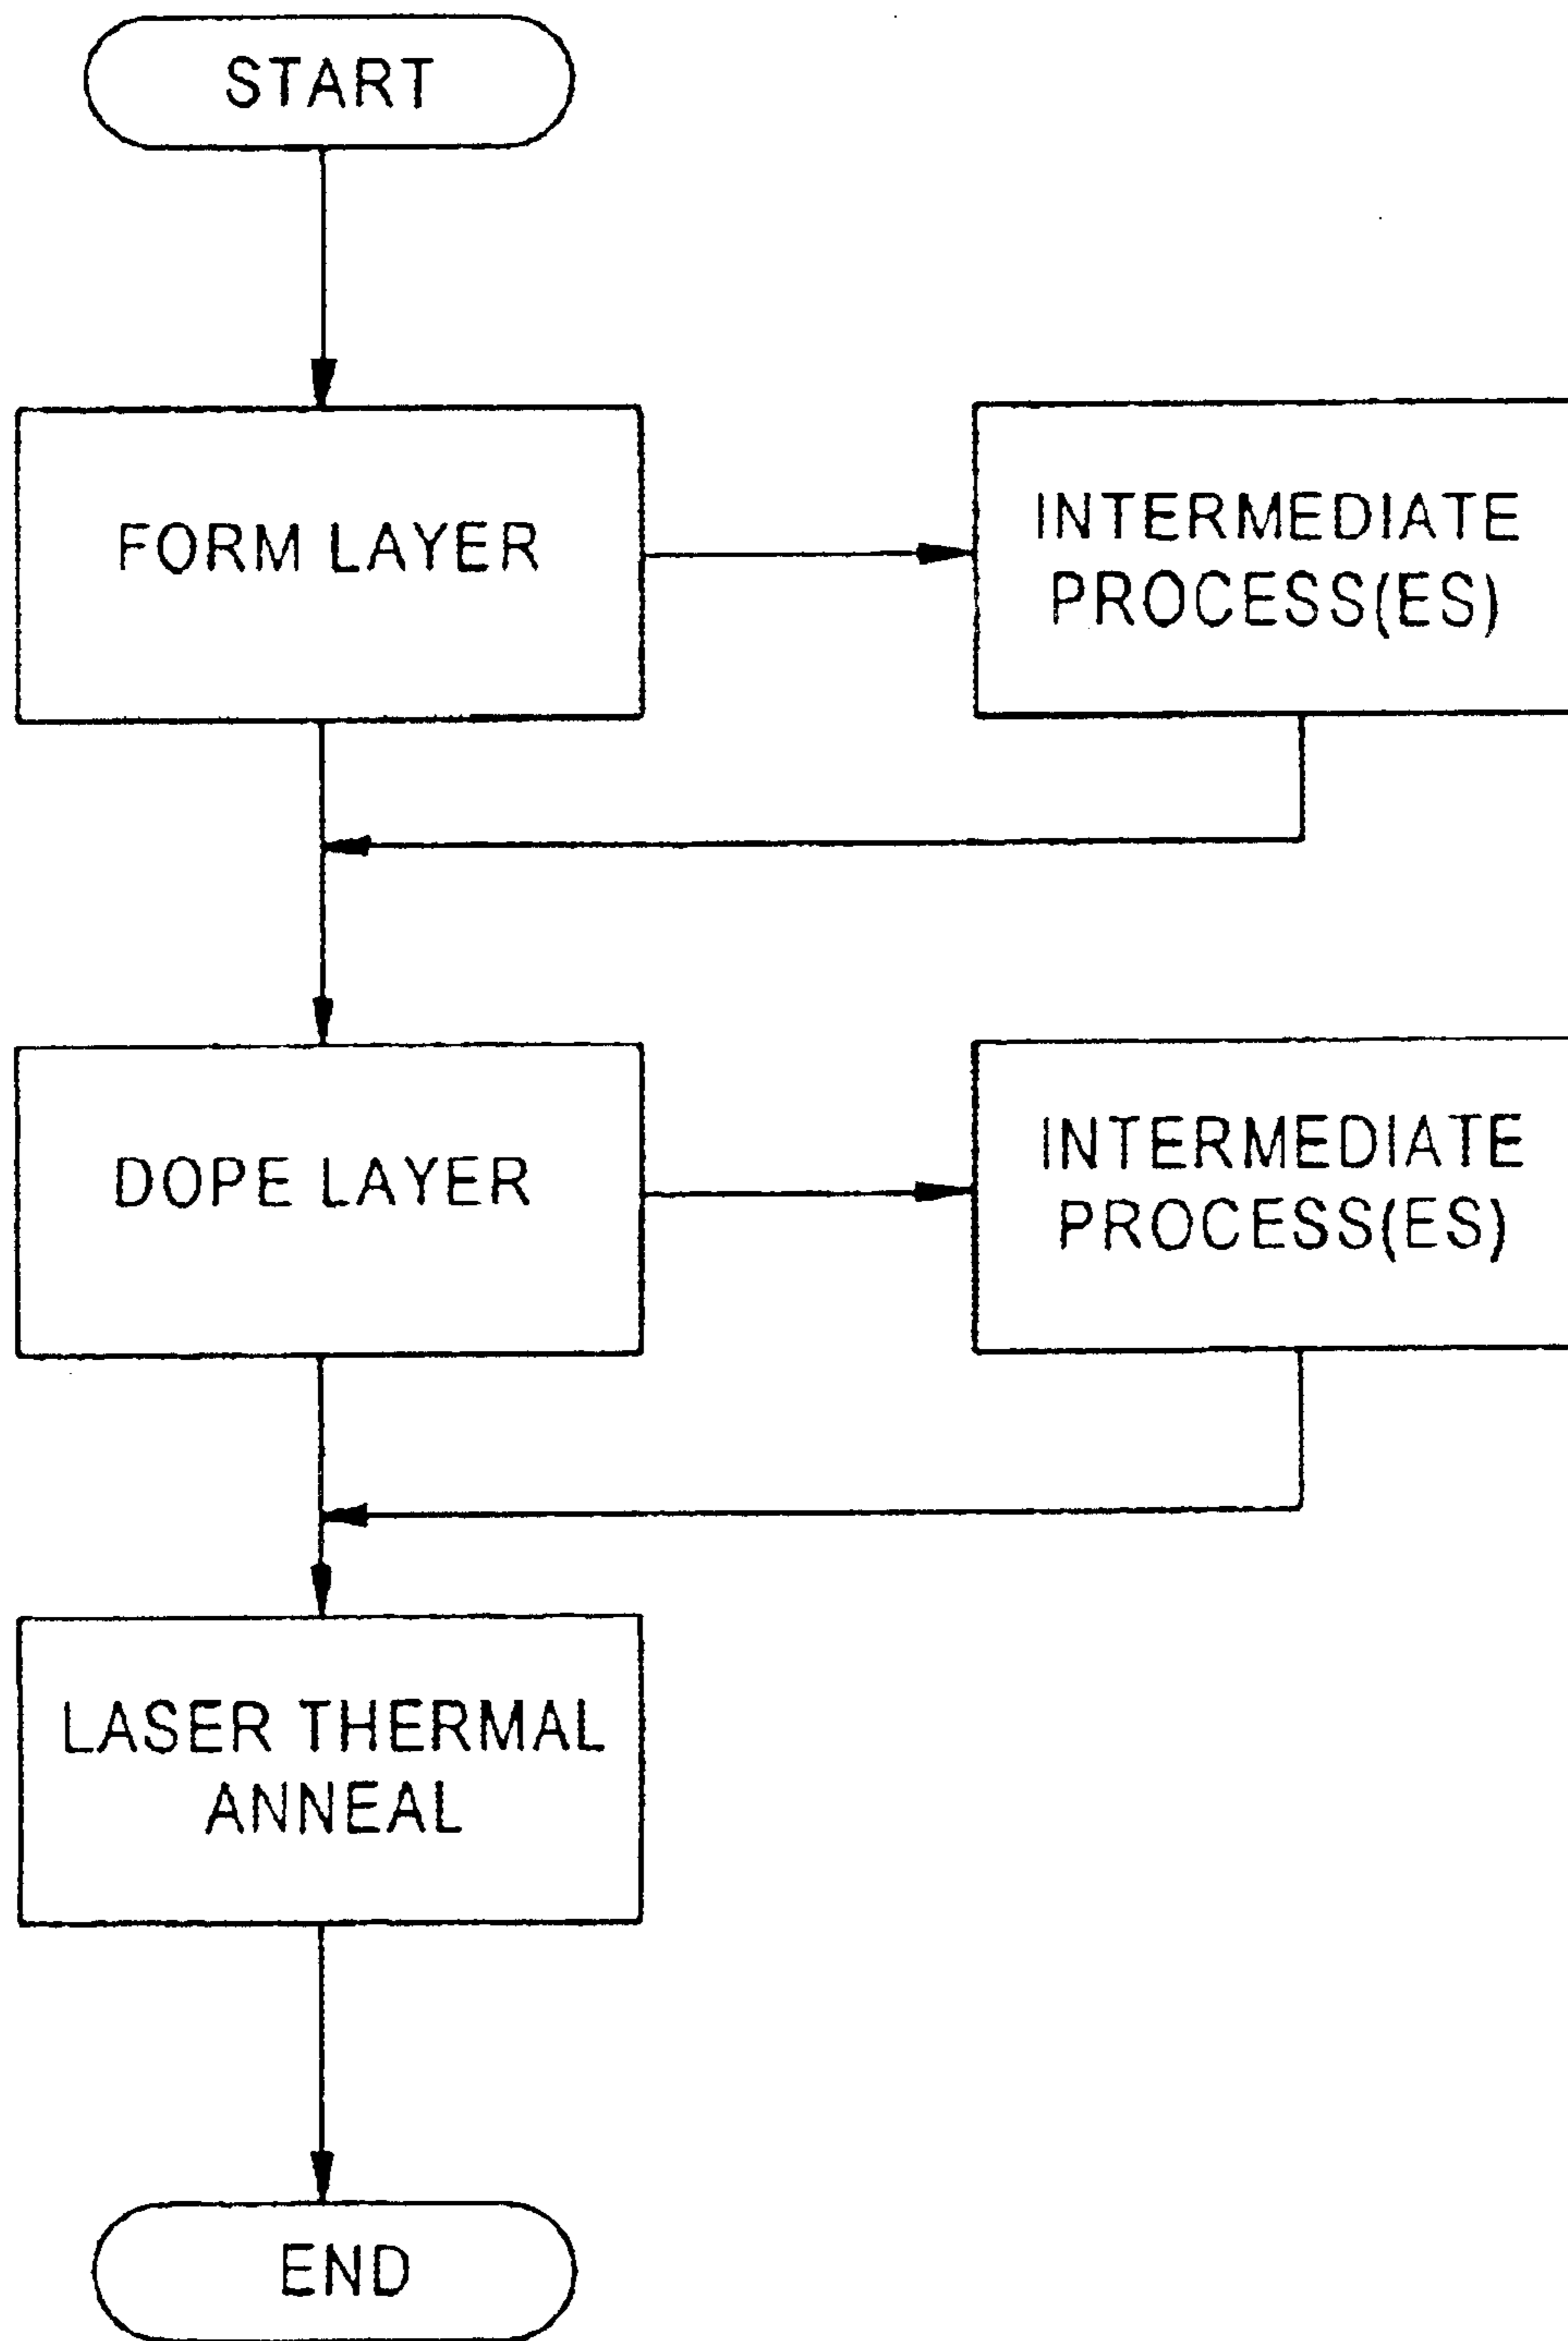 START
FORM LAYER
INTERMEDIATE
PROCESS(ES)
DOPE LAYER
INTERMEDIATE
PROCESS(ES)
LASER THERMAL
ANNEAL
END